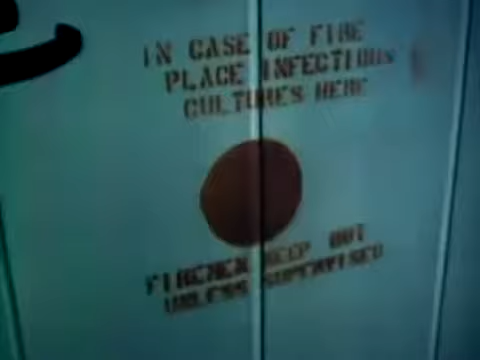 IN CASE OF FIRE
PLACE INFECTIOUS
CULTURES HERE
FIREMEN KEEP OUT
UNLESS SUPERVISED